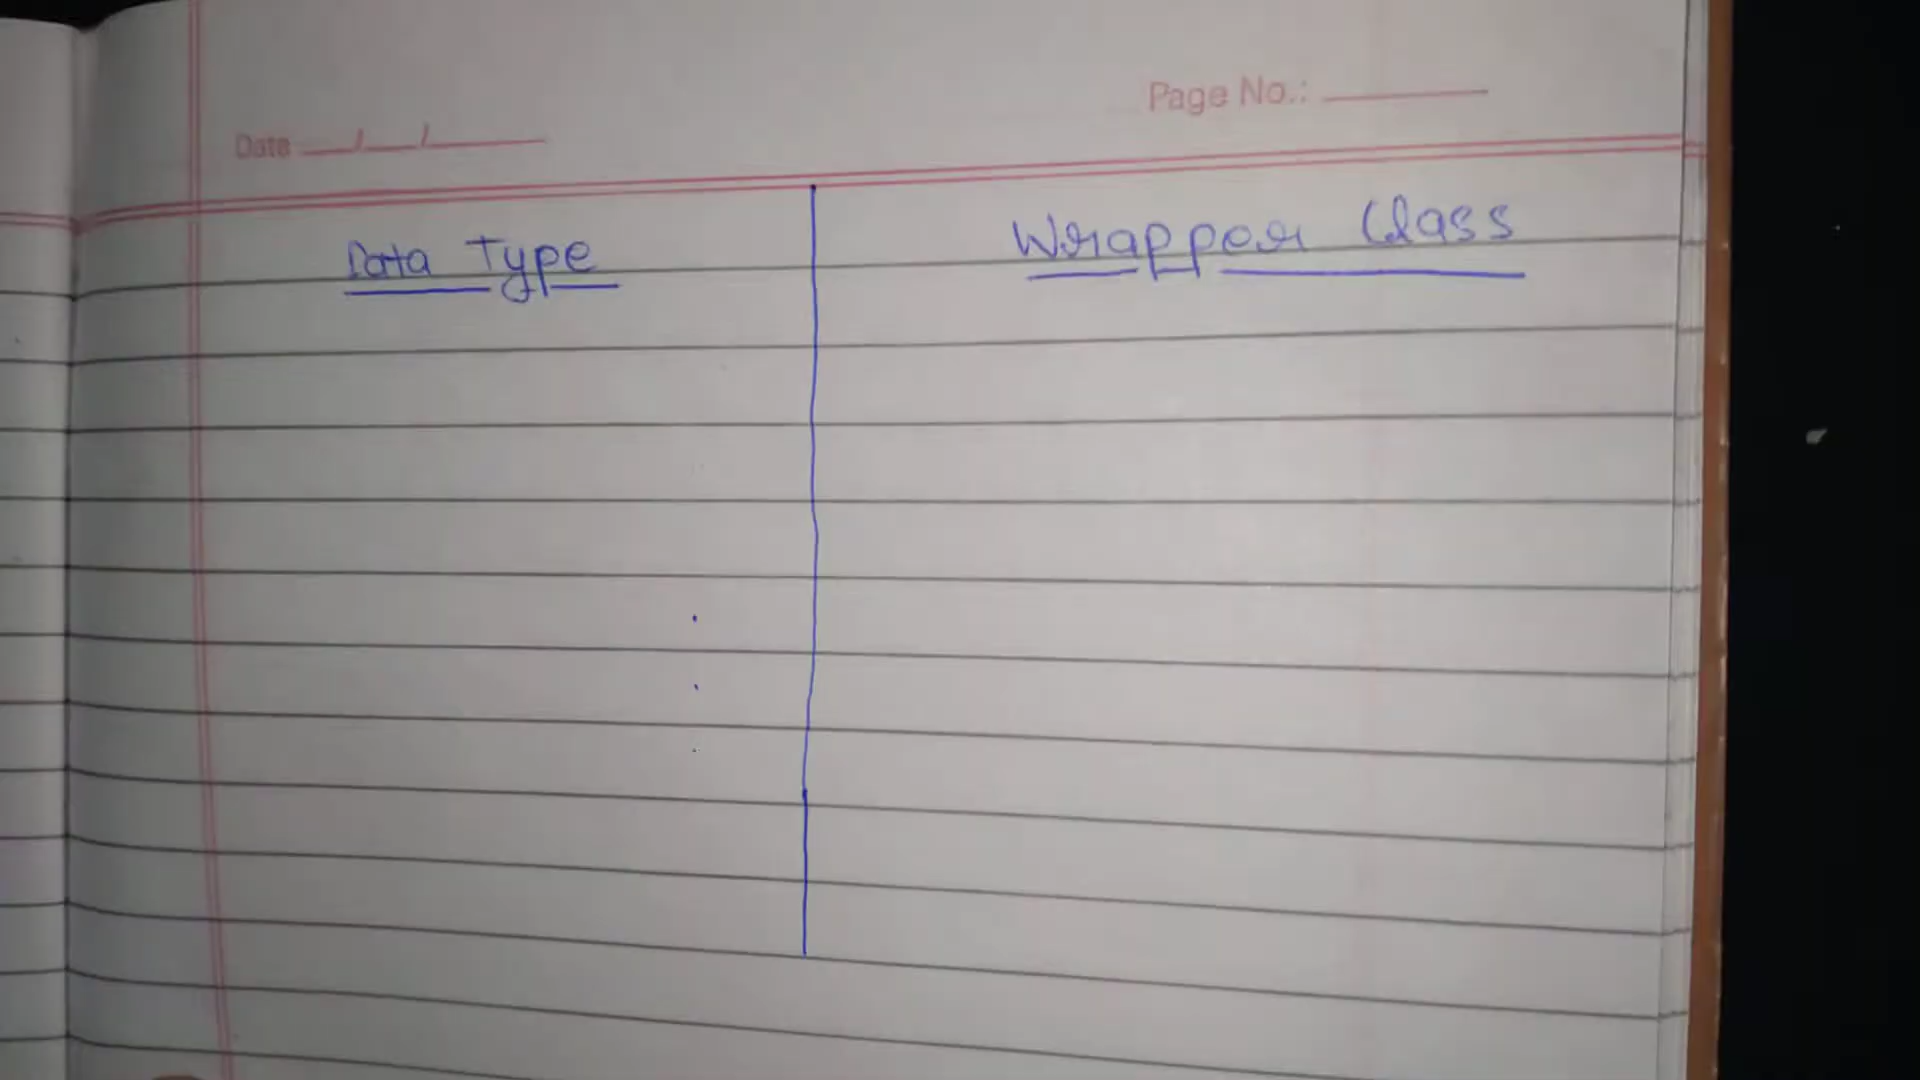 Page No.:
Date / /
Data Type
Wrapper Class